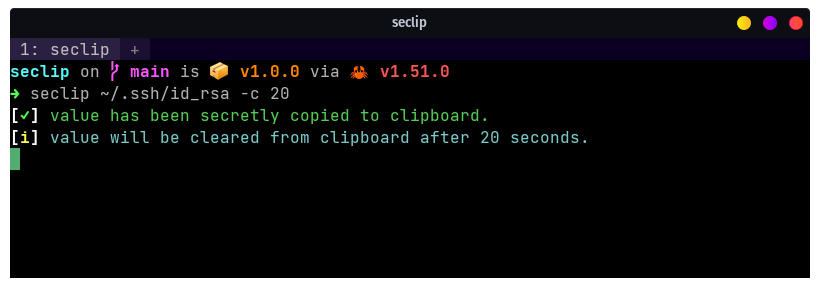 seclip
1: seclip +
seclip on main is 📦 v1.0.0 via 🦀 v1.51.0
➜ seclip ~/.ssh/id_rsa -c 20
[✓] value has been secretly copied to clipboard.
[i] value will be cleared from clipboard after 20 seconds.